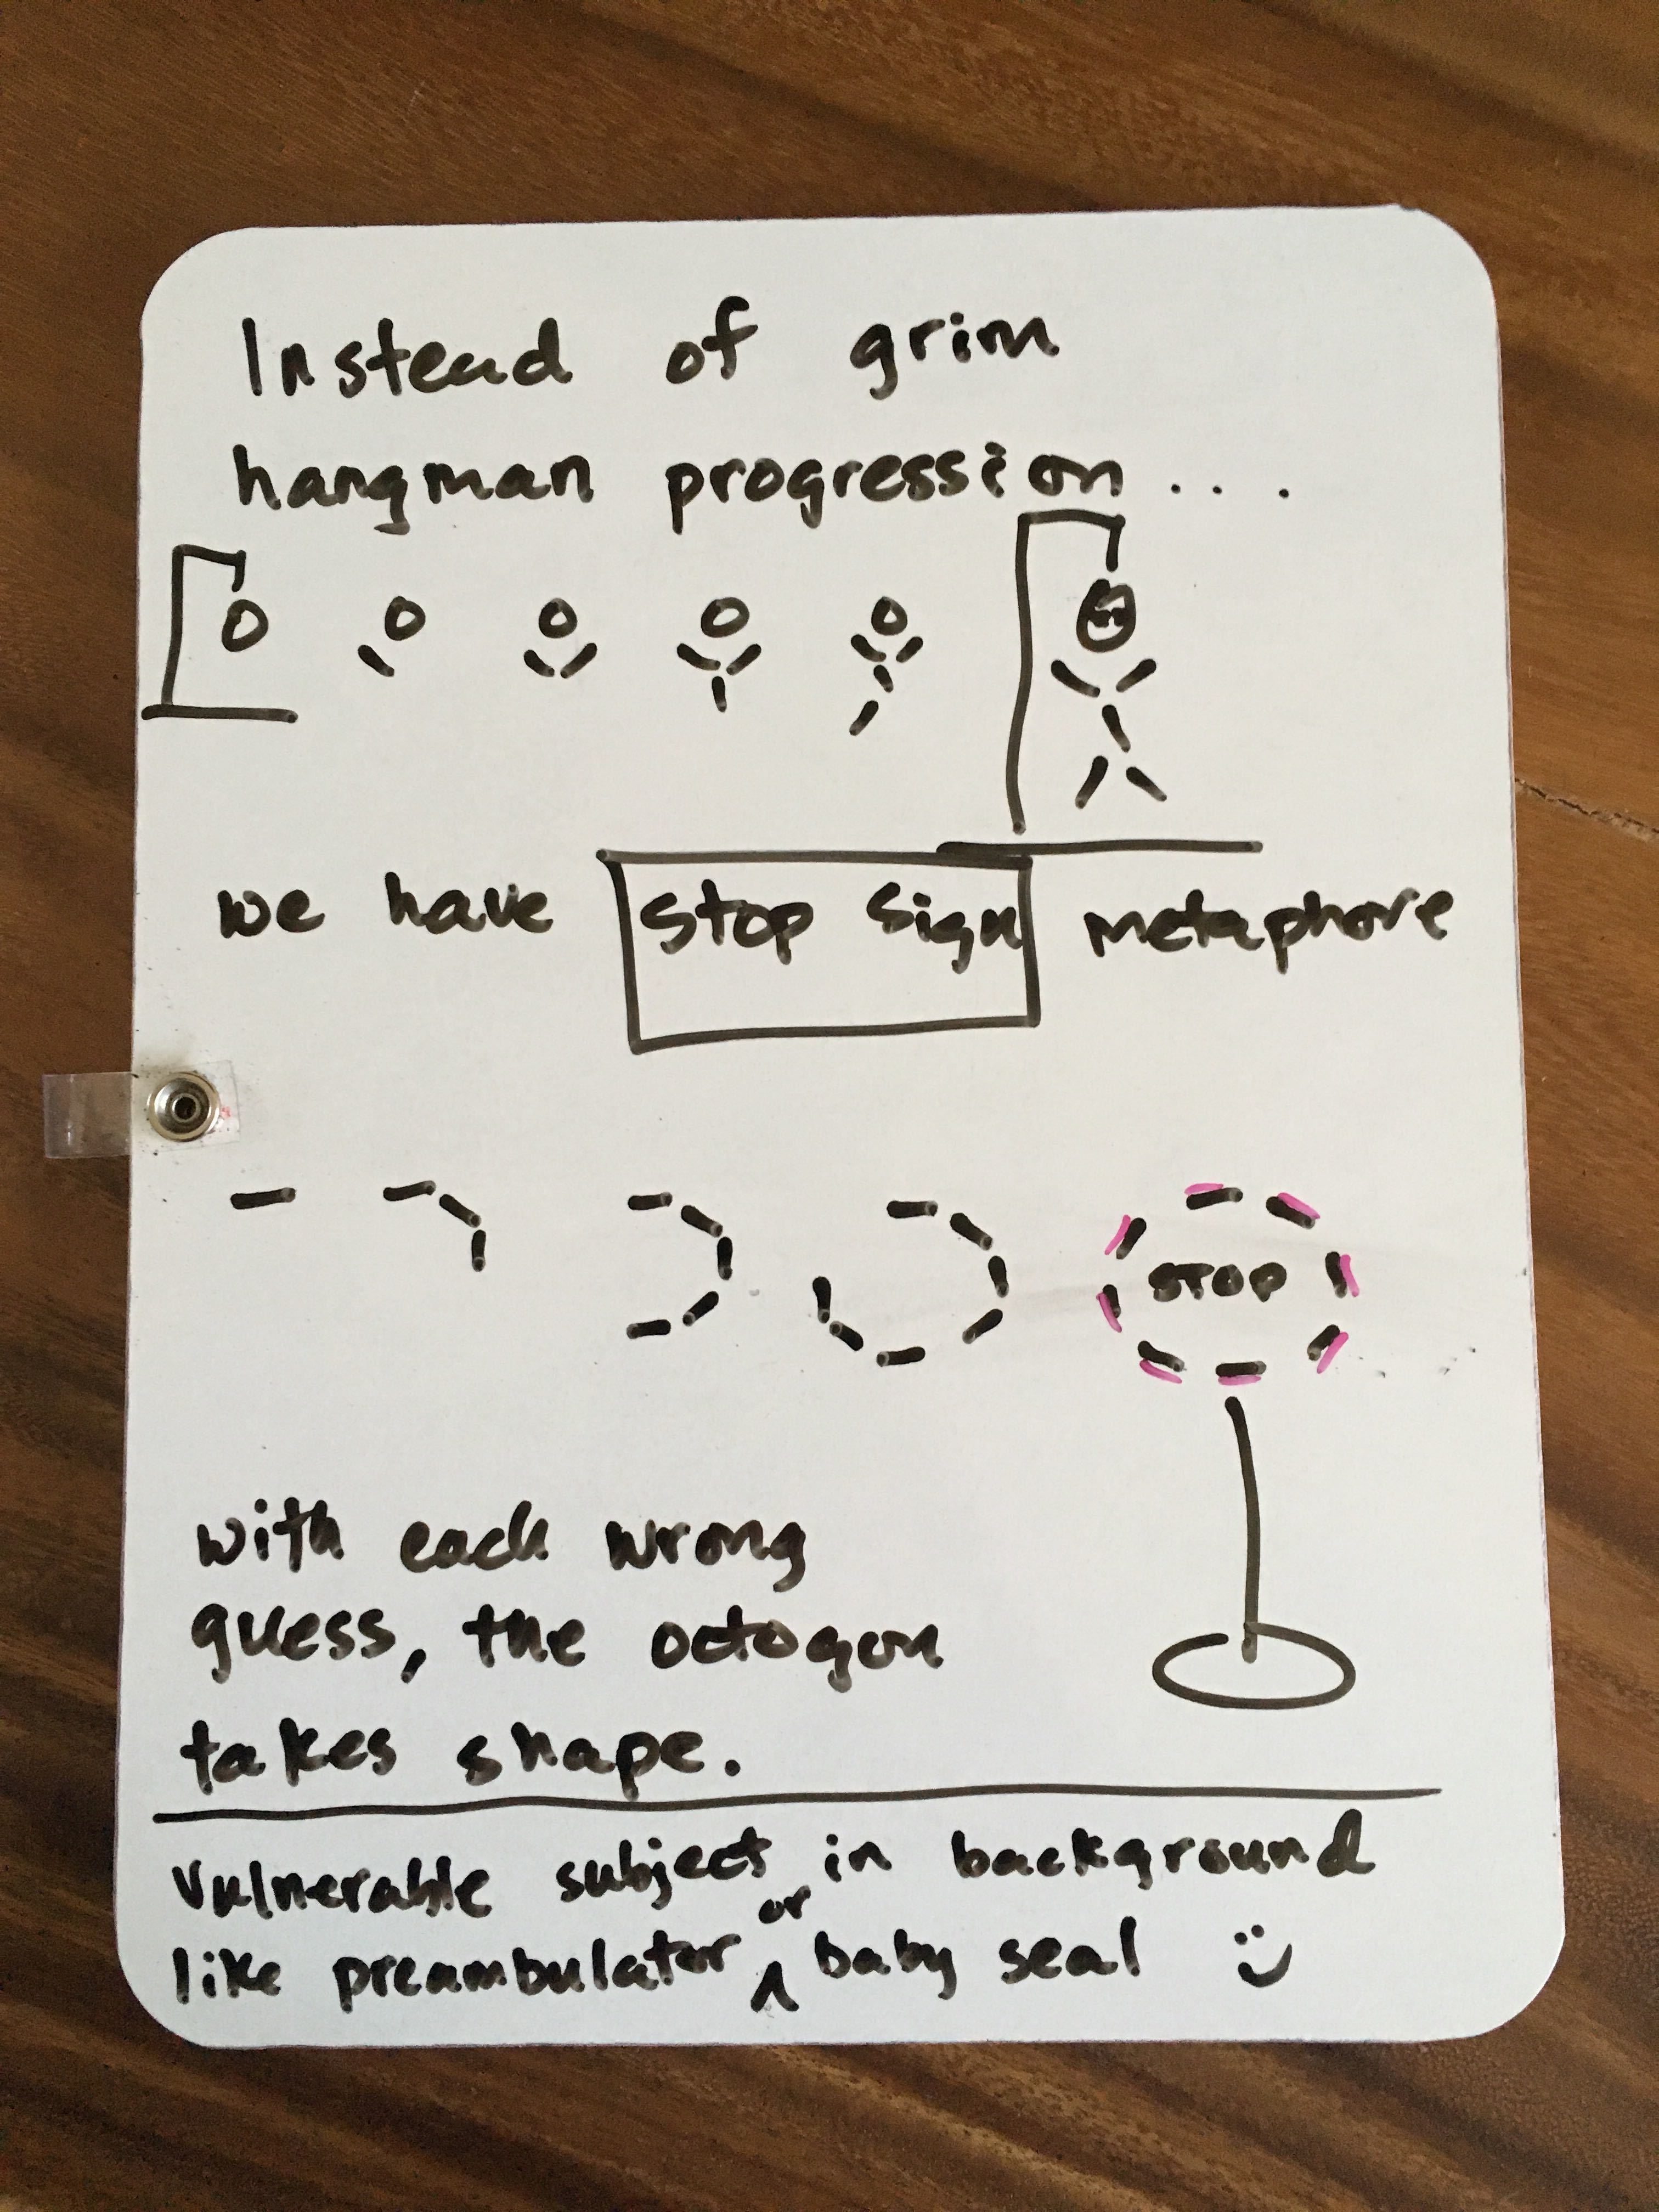 Instead of grim
hangman progression....
we have stop sign metaphore
STOP
with each wrong
guess, the octogon
takes shape.
Vulnerable subject in background
like preambulator or baby seal